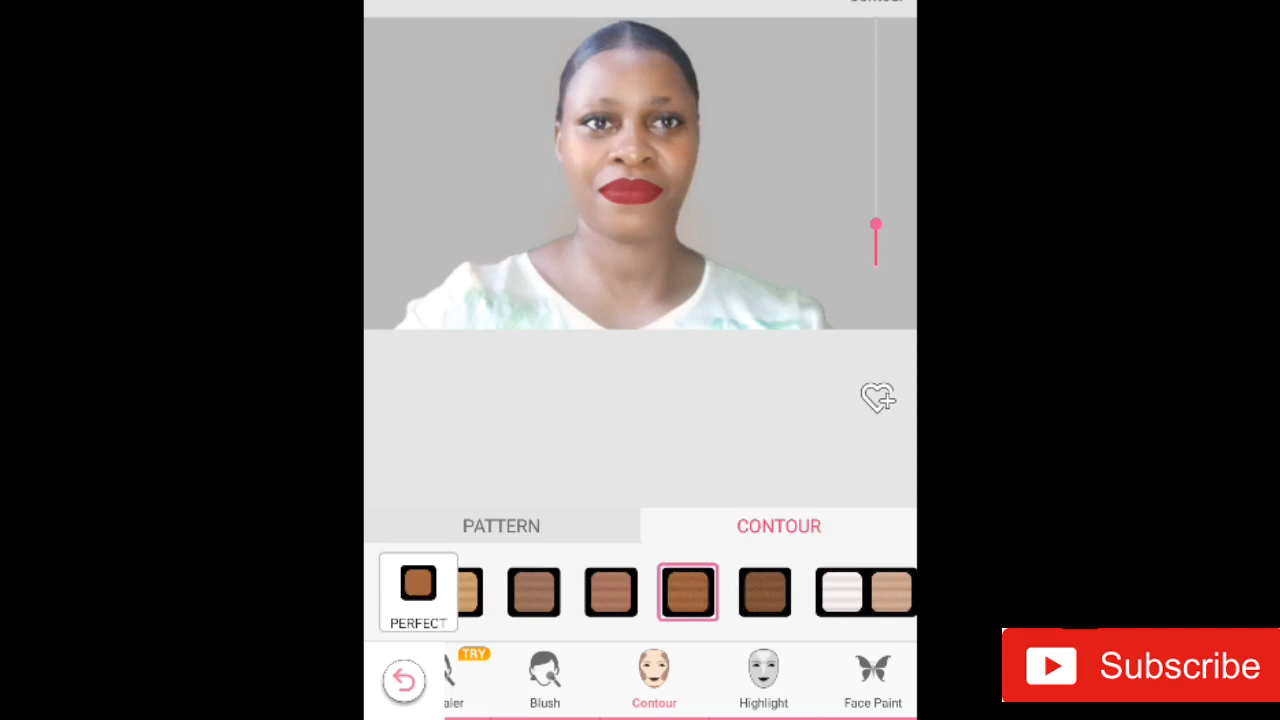 PATTERN CONTOUR
PERFECT
TRY
Blush Contour Highlight Face Paint
Subscribe